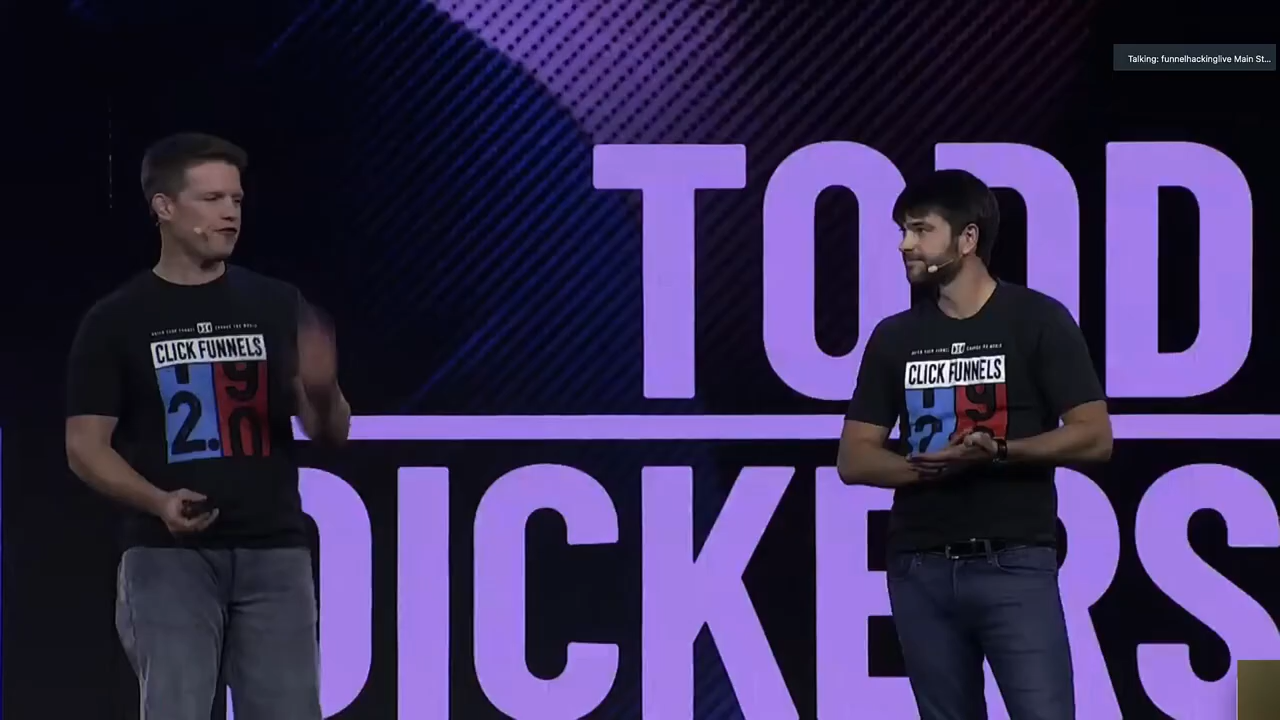 Talking: funnelhackinglive Main St...
TODD
DICKERS
CLICK FUNNELS
2.0
CLICK FUNNELS